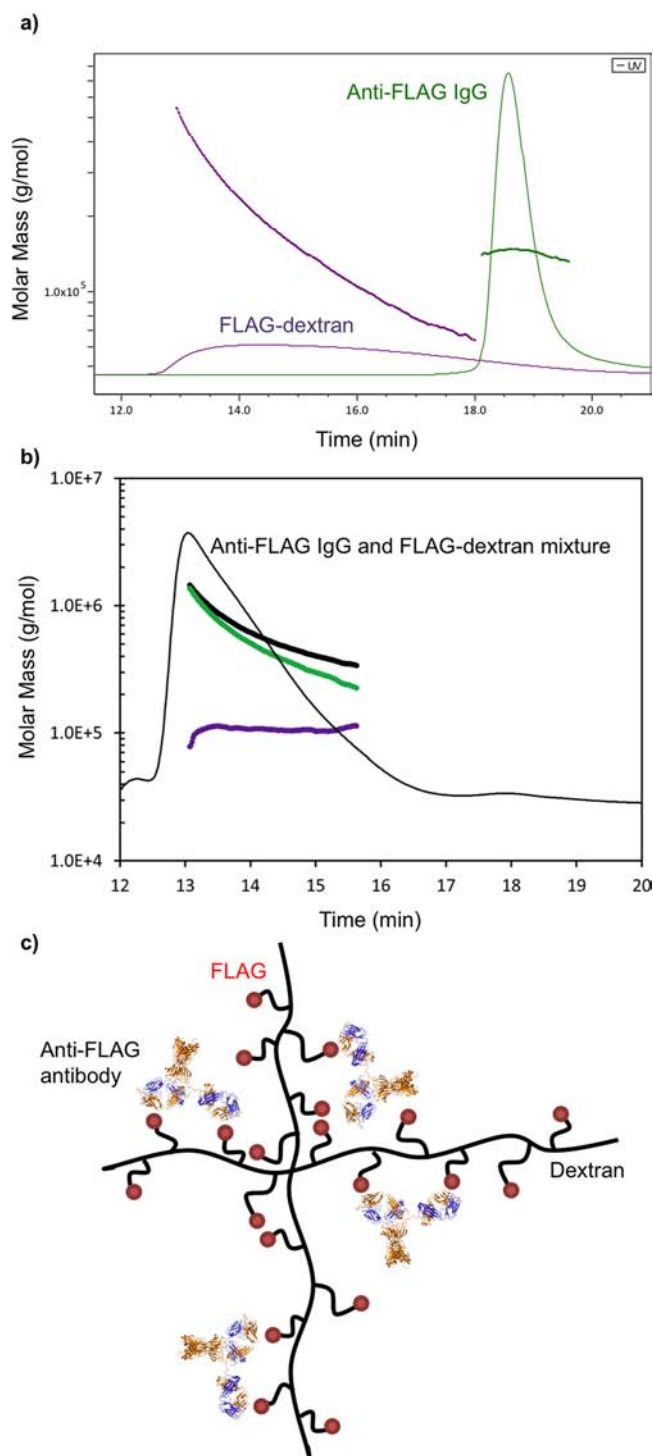 a)
— UV
Anti-FLAG IgG
Molar Mass (g/mol)
1.0x10⁵
FLAG-dextran
12.0 14.0 16.0 18.0 20.0
Time (min)
b)
1.0E+7
Anti-FLAG IgG and FLAG-dextran mixture
1.0E+6
Molar Mass (g/mol)
1.0E+5
1.0E+4
12 13 14 15 16 17 18 19 20
Time (min)
c)
FLAG
Anti-FLAG
antibody
Dextran